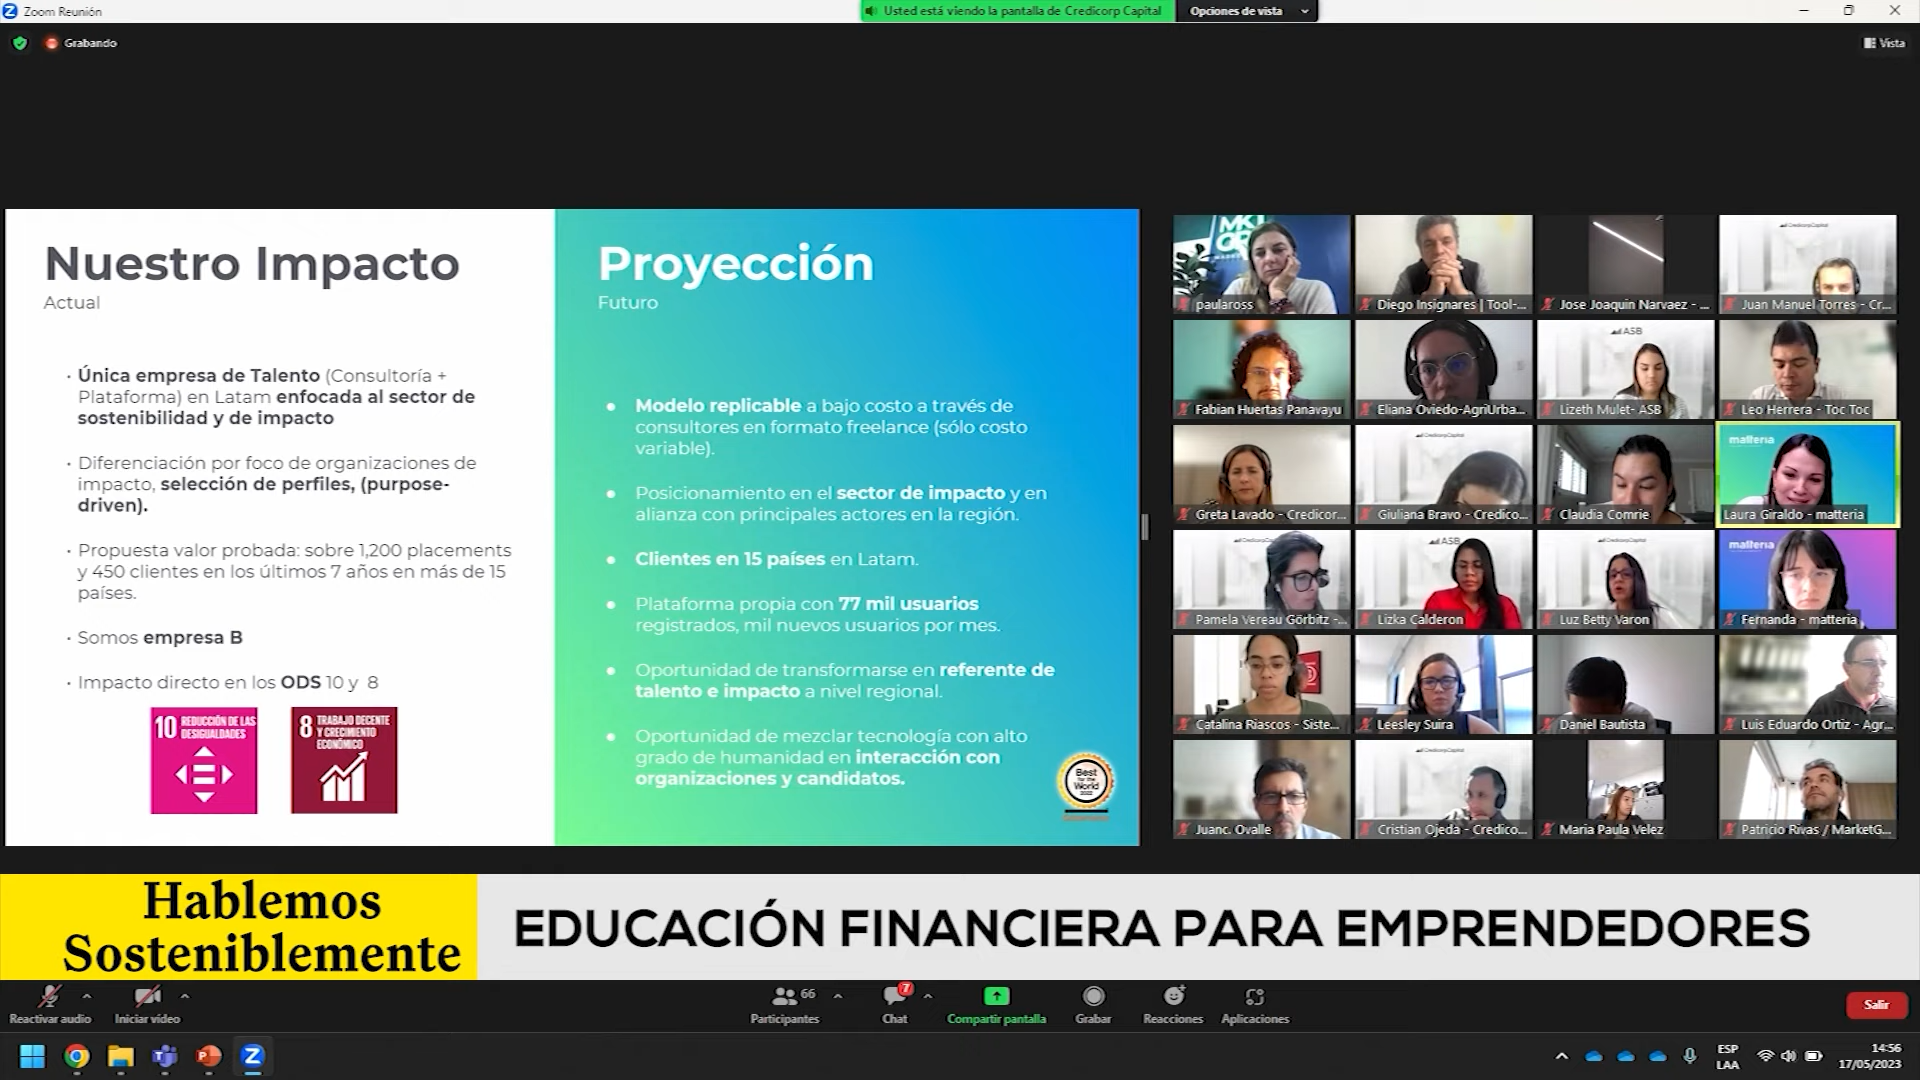 Zoom Reunión
Usted está viendo la pantalla de Credicorp Capital
Opciones de vista
Grabando
Vista
Nuestro Impacto
Actual
· Única empresa de Talento (Consultoría +
Plataforma) en Latam enfocada al sector de
sostenibilidad y de impacto
· Diferenciación por foco de organizaciones de
impacto, selección de perfiles, (purpose-
driven).
· Propuesta valor probada: sobre 1,200 placements
y 450 clientes en los últimos 7 años en más de 15
países.
· Somos empresa B
· Impacto directo en los ODS 10 y 8
10 REDUCCIÓN DE LAS
DESIGUALDADES
8 TRABAJO DECENTE
Y CRECIMIENTO
ECONÓMICO
Proyección
Futuro
● Modelo replicable a bajo costo a través de
consultores en formato freelance (sólo costo
variable).
● Posicionamiento en el sector de impacto y en
alianza con principales actores en la región.
● Clientes en 15 países en Latam.
● Plataforma propia con 77 mil usuarios
registrados, mil nuevos usuarios por mes.
● Oportunidad de transformarse en referente de
talento e impacto a nivel regional.
● Oportunidad de mezclar tecnología con alto
grado de humanidad en interacción con
organizaciones y candidatos.
Best
for the
World
2022
CredicorpCapital
paulaross
Diego Insignares | Tool-...
Jose Joaquin Narvaez - ...
Juan Manuel Torres - Cr...
ASB
Fabian Huertas Panavayu
Eliana Oviedo-AgriUrba...
Lizeth Mulet- ASB
Leo Herrera - Toc Toc
CredicorpCapital
matteria
Greta Lavado - Credicor...
Giuliana Bravo - Credico...
Claudia Comrie
Laura Giraldo - matteria
ASB
CredicorpCapital
matteria
Pamela Vereau Görbitz -...
Lizka Calderon
Luz Betty Varon
Fernanda - matteria
Catalina Riascos - Siste...
Leesley Suira
Daniel Bautista
Luis Eduardo Ortiz - Agr...
CredicorpCapital
Juanc. Ovalle
Cristian Ojeda - Credico...
Maria Paula Velez
Patricio Rivas / MarketG...
Hablemos
Sosteniblemente
EDUCACIÓN FINANCIERA PARA EMPRENDEDORES
Reactivar audio
Iniciar video
66
Participantes
7
Chat
Compartir pantalla
Grabar
Reacciones
Aplicaciones
Salir
ESP
LAA
14:56
17/05/2023